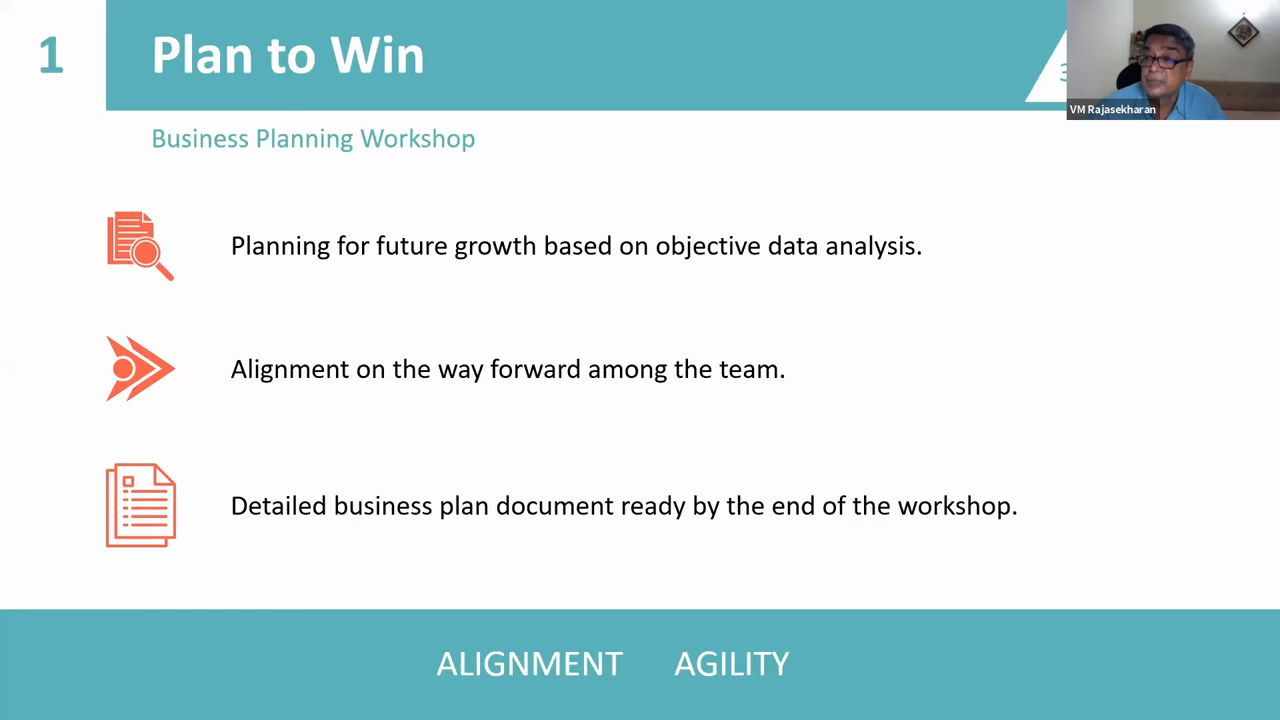 1
Plan to Win
3
VM Rajasekharan
Business Planning Workshop
Planning for future growth based on objective data analysis.
Alignment on the way forward among the team.
Detailed business plan document ready by the end of the workshop.
ALIGNMENT AGILITY